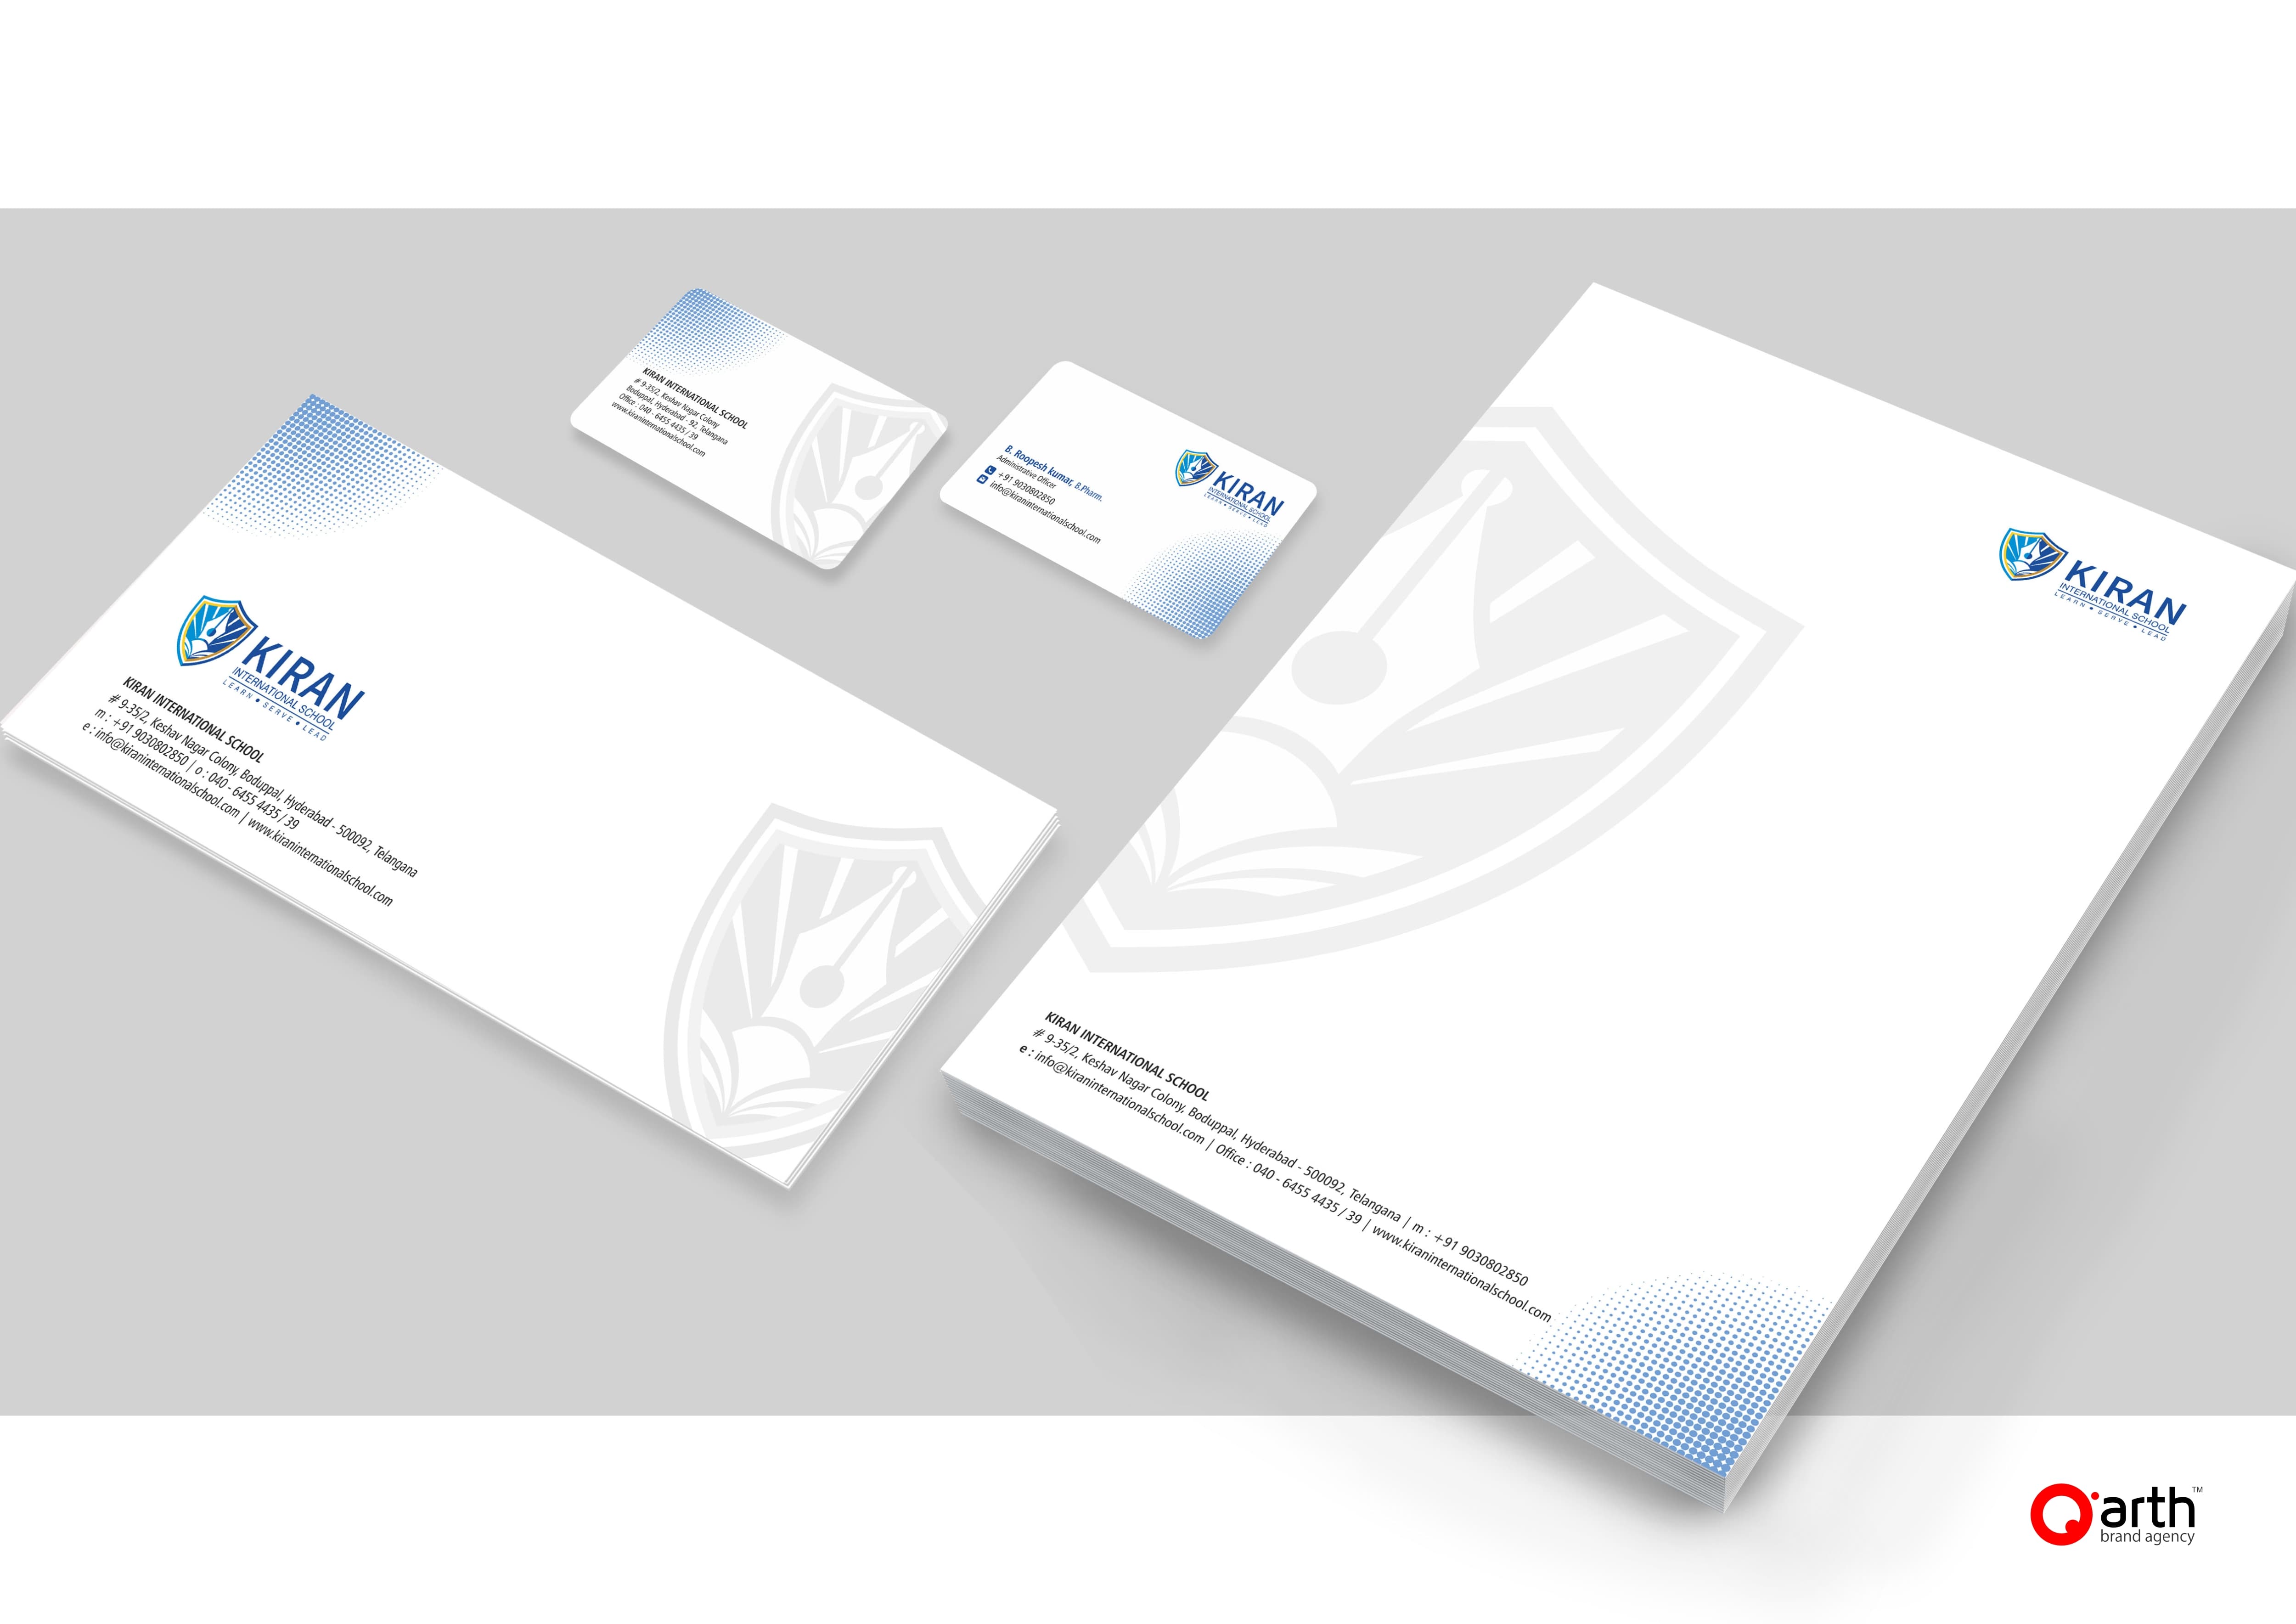 KIRAN INTERNATIONAL SCHOOL
# 9-35/2, Keshav Nagar Colony
Boduppal, Hyderabad - 92, Telangana
Office : 040 - 6455 4435 / 39
www.kiraninternationalschool.com
B. Roopesh kumar, B.Pharm.
Administrative Officer
+91 9030802850
info@kiraninternationalschool.com
KIRAN
INTERNATIONAL SCHOOL
LEARN • SERVE • LEAD
KIRAN
INTERNATIONAL SCHOOL
LEARN • SERVE • LEAD
KIRAN INTERNATIONAL SCHOOL
# 9-35/2, Keshav Nagar Colony, Boduppal, Hyderabad - 500092, Telangana
m : +91 9030802850 | o : 040 - 6455 4435 / 39
e : info@kiraninternationalschool.com | www.kiraninternationalschool.com
KIRAN
INTERNATIONAL SCHOOL
LEARN • SERVE • LEAD
KIRAN INTERNATIONAL SCHOOL
# 9-35/2, Keshav Nagar Colony, Boduppal, Hyderabad - 500092, Telangana | m : +91 9030802850
e : info@kiraninternationalschool.com | Office : 040 - 6455 4435 / 39 | www.kiraninternationalschool.com
Q'arth™
brand agency